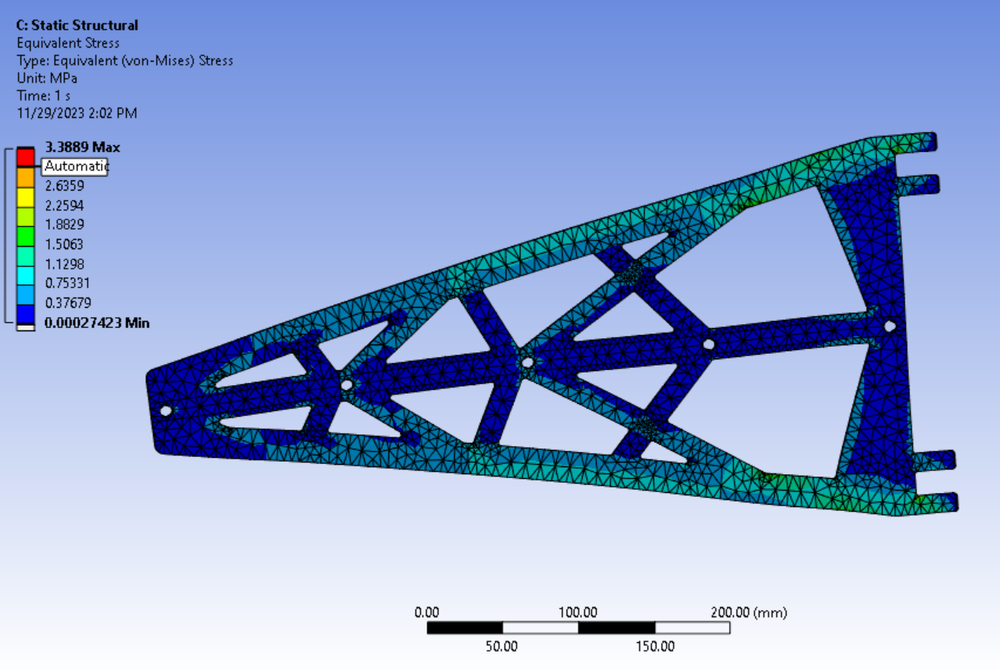 C: Static Structural
Equivalent Stress
Type: Equivalent (von-Mises) Stress
Unit: MPa
Time: 1 s
11/29/2023 2:02 PM
3.3889 Max
Automatic
2.6359
2.2594
1.8829
1.5063
1.1298
0.75331
0.37679
0.00027423 Min
0.00 100.00 200.00 (mm)
50.00 150.00